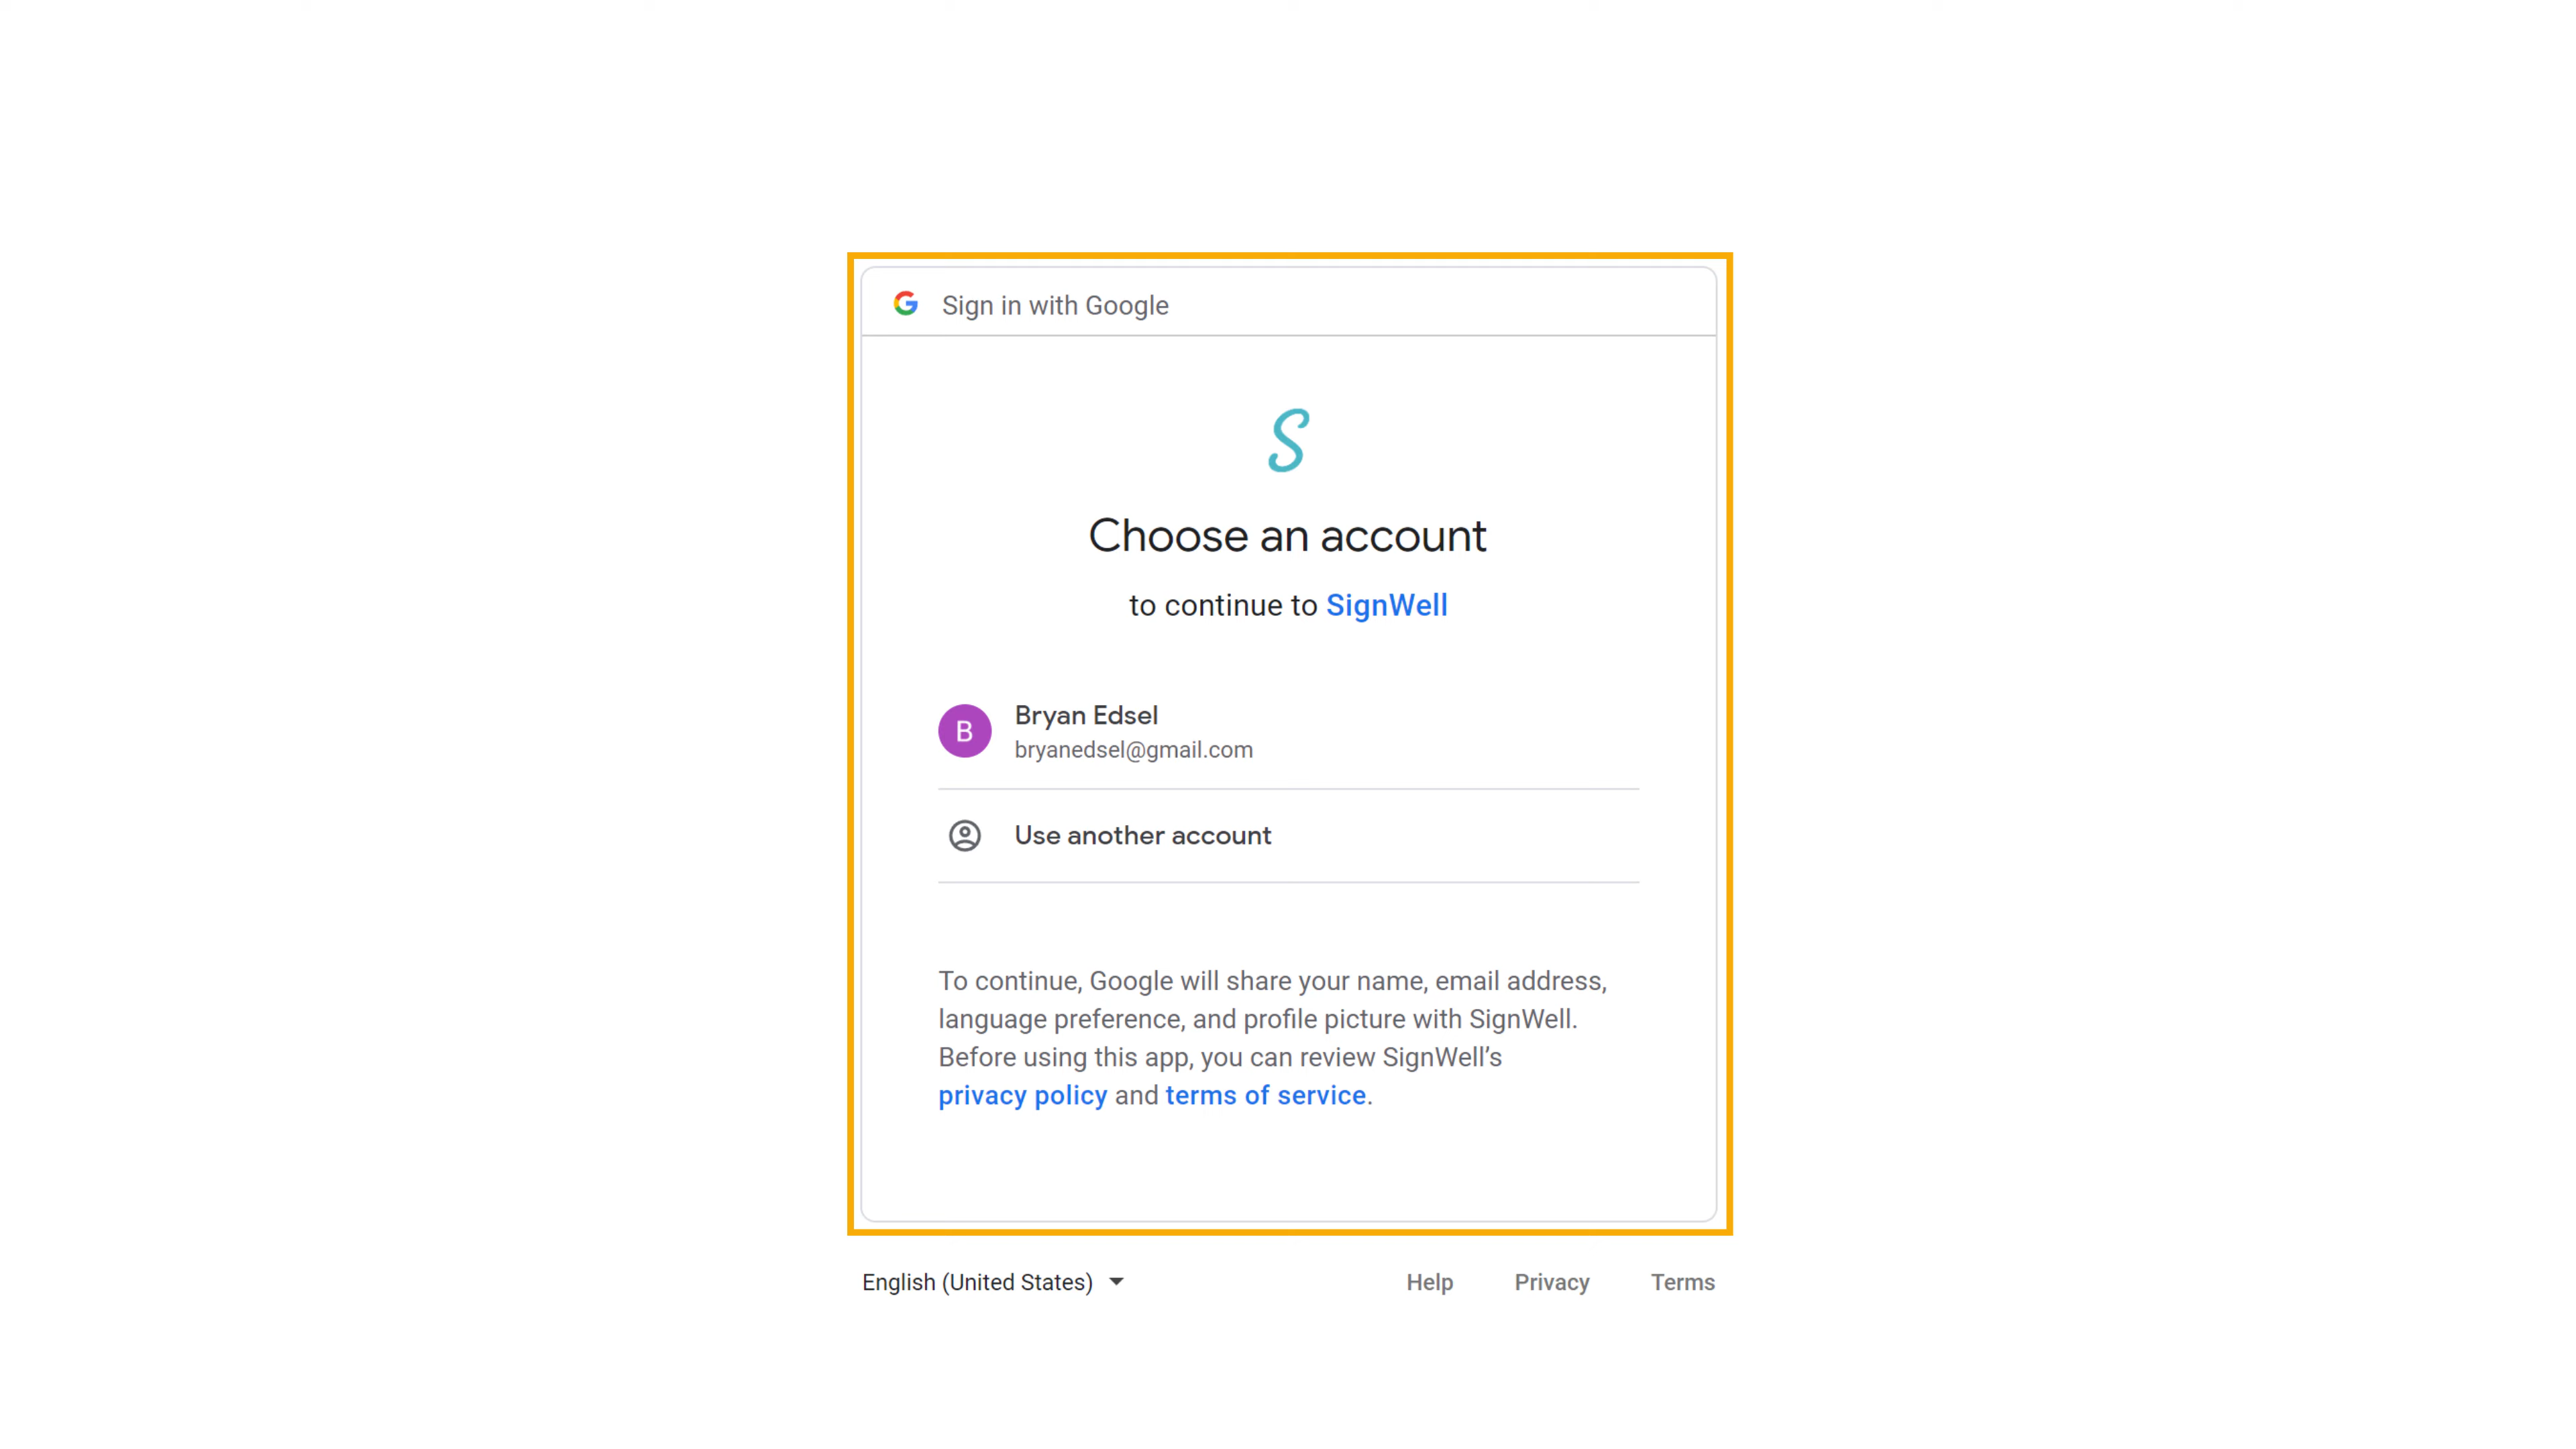 Sign in with Google
S
Choose an account
to continue to SignWell
B
Bryan Edsel
bryanedsel@gmail.com
Use another account
To continue, Google will share your name, email address,
language preference, and profile picture with SignWell.
Before using this app, you can review SignWell’s
privacy policy and terms of service.
English (United States) Help Privacy Terms